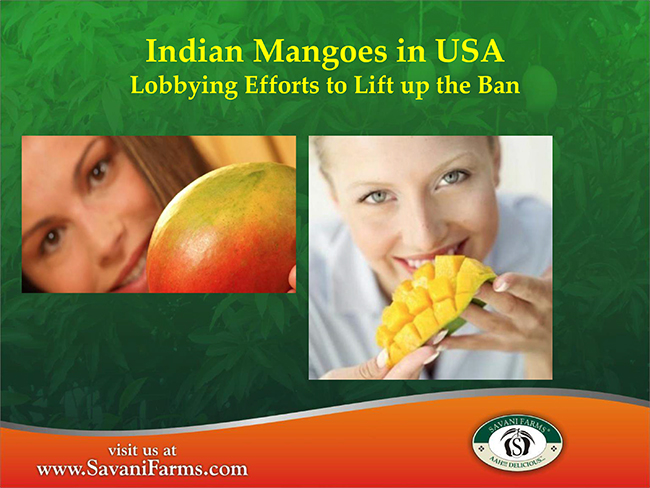 Indian Mangoes in USA
Lobbying Efforts to Lift up the Ban
visit us at
www.SavaniFarms.com
SAVANI FARMS
S
AAH!!! DELICIOUS...